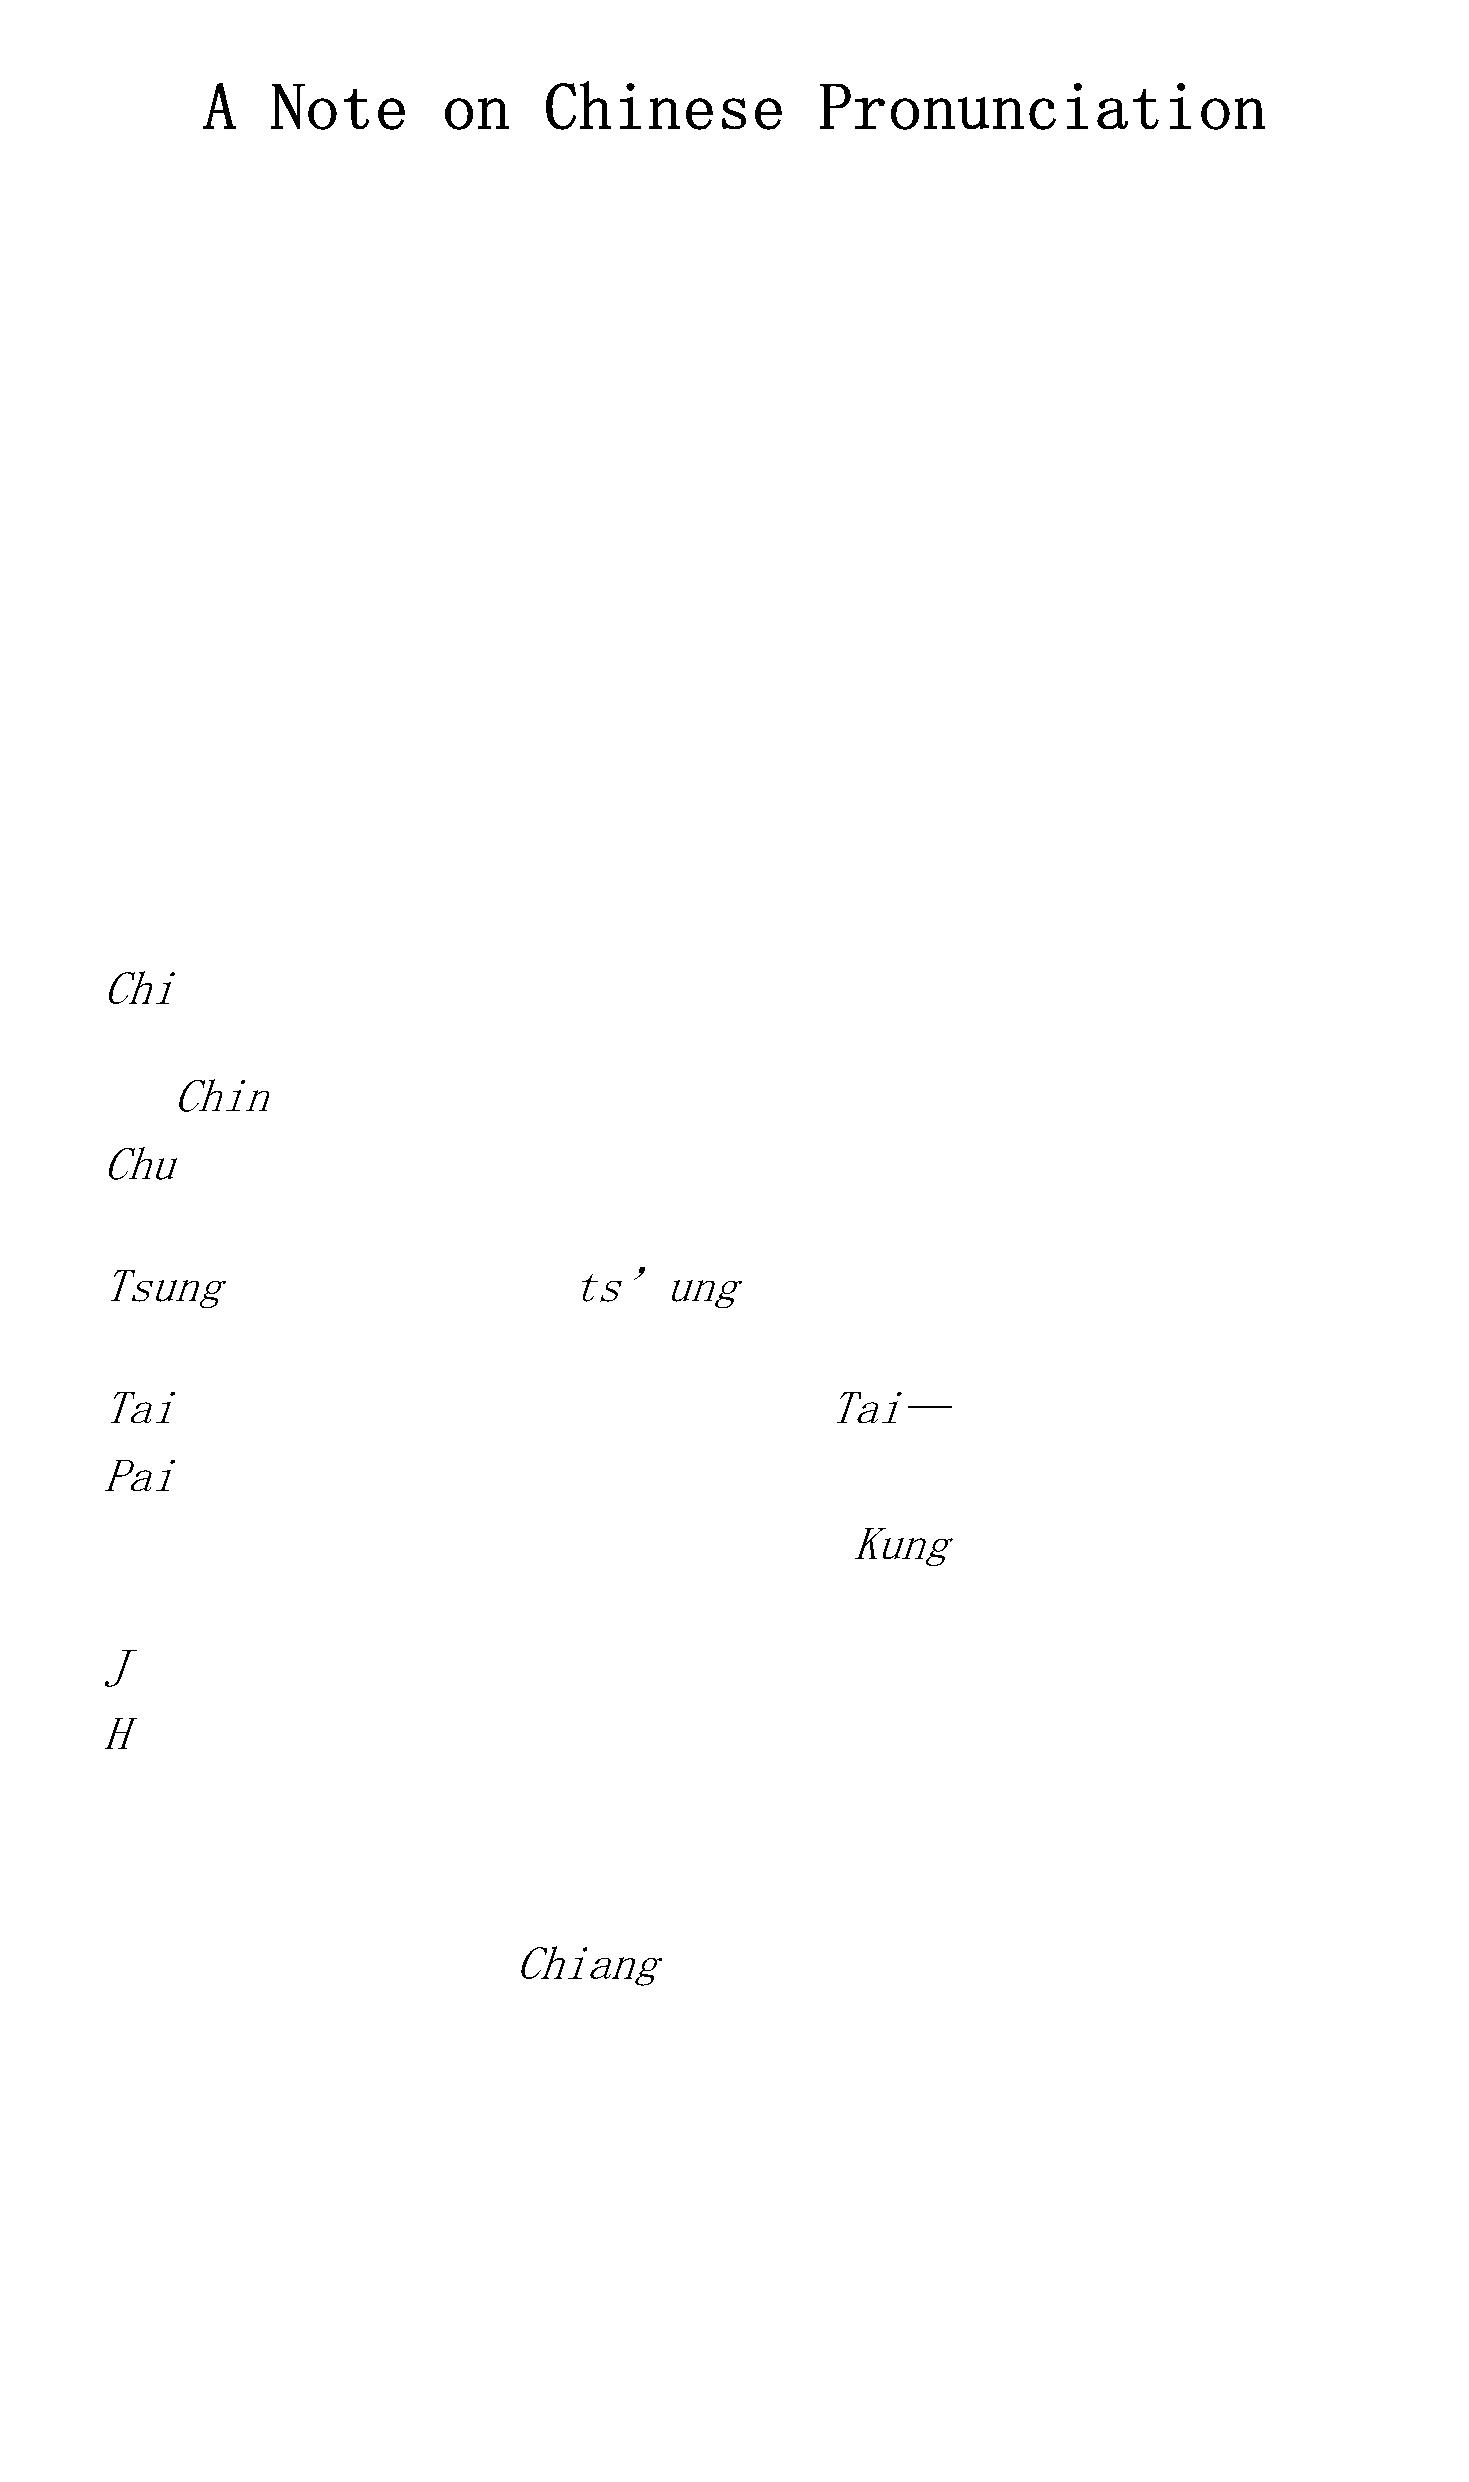 A Note on Chinese Pronunciation
Chi
Chin
Chu
Tsung ts’ung
Tai Tai—
Pai
Kung
J
H
Chiang